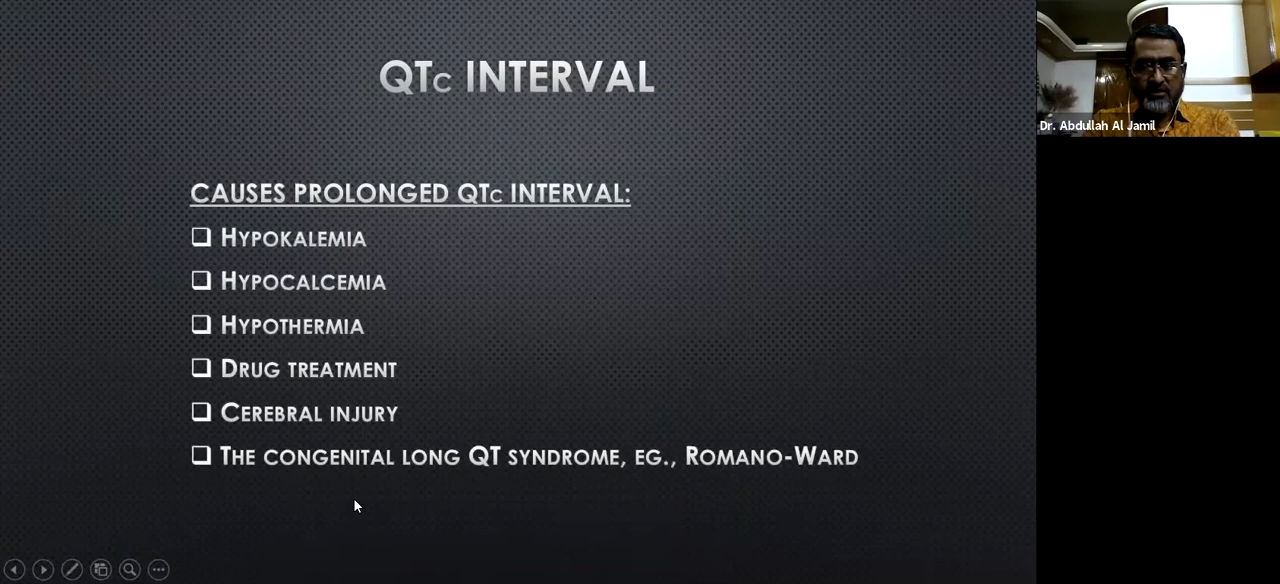 QTc INTERVAL
CAUSES PROLONGED QTc INTERVAL:
HYPOKALEMIA
HYPOCALCEMIA
HYPOTHERMIA
DRUG TREATMENT
CEREBRAL INJURY
THE CONGENITAL LONG QT SYNDROME, EG., ROMANO-WARD
Dr. Abdullah Al Jamil